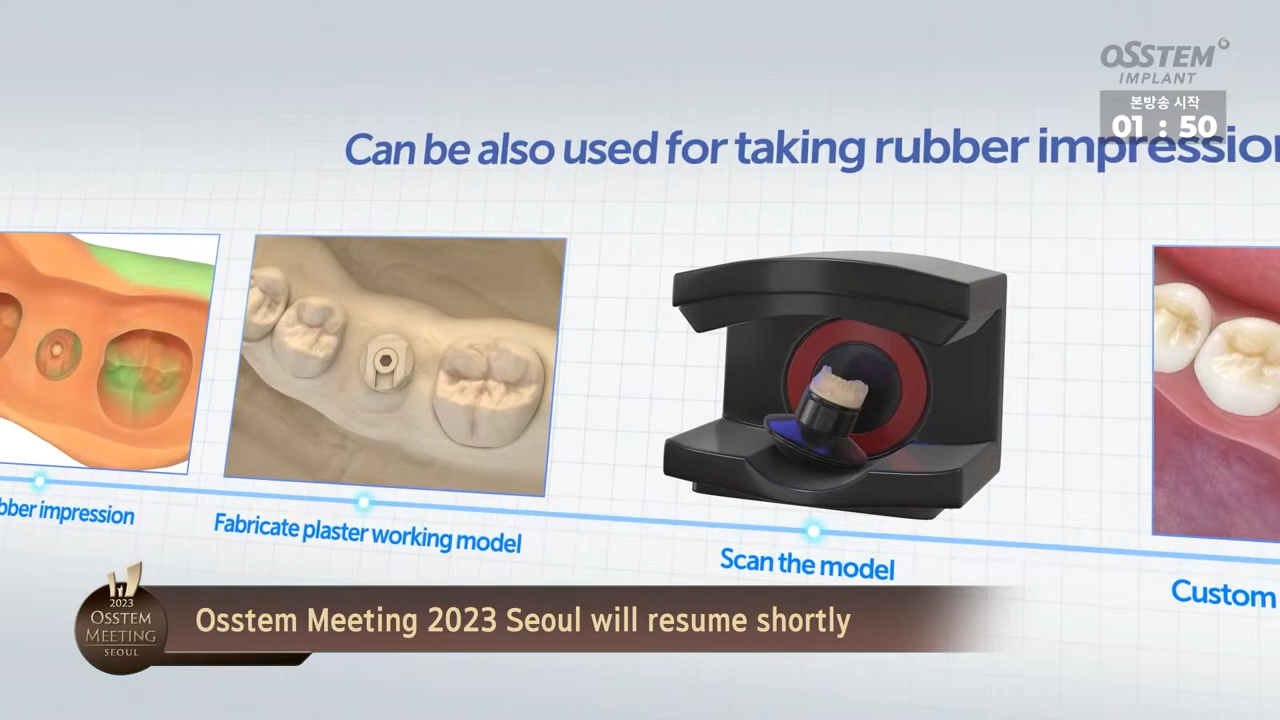 OSSTEM
IMPLANT
본방송 시작
01 : 50
Can be also used for taking rubber impression
bber impression
Fabricate plaster working model
Scan the model
Custom
2023
OSSTEM
MEETING
SEOUL
Osstem Meeting 2023 Seoul will resume shortly